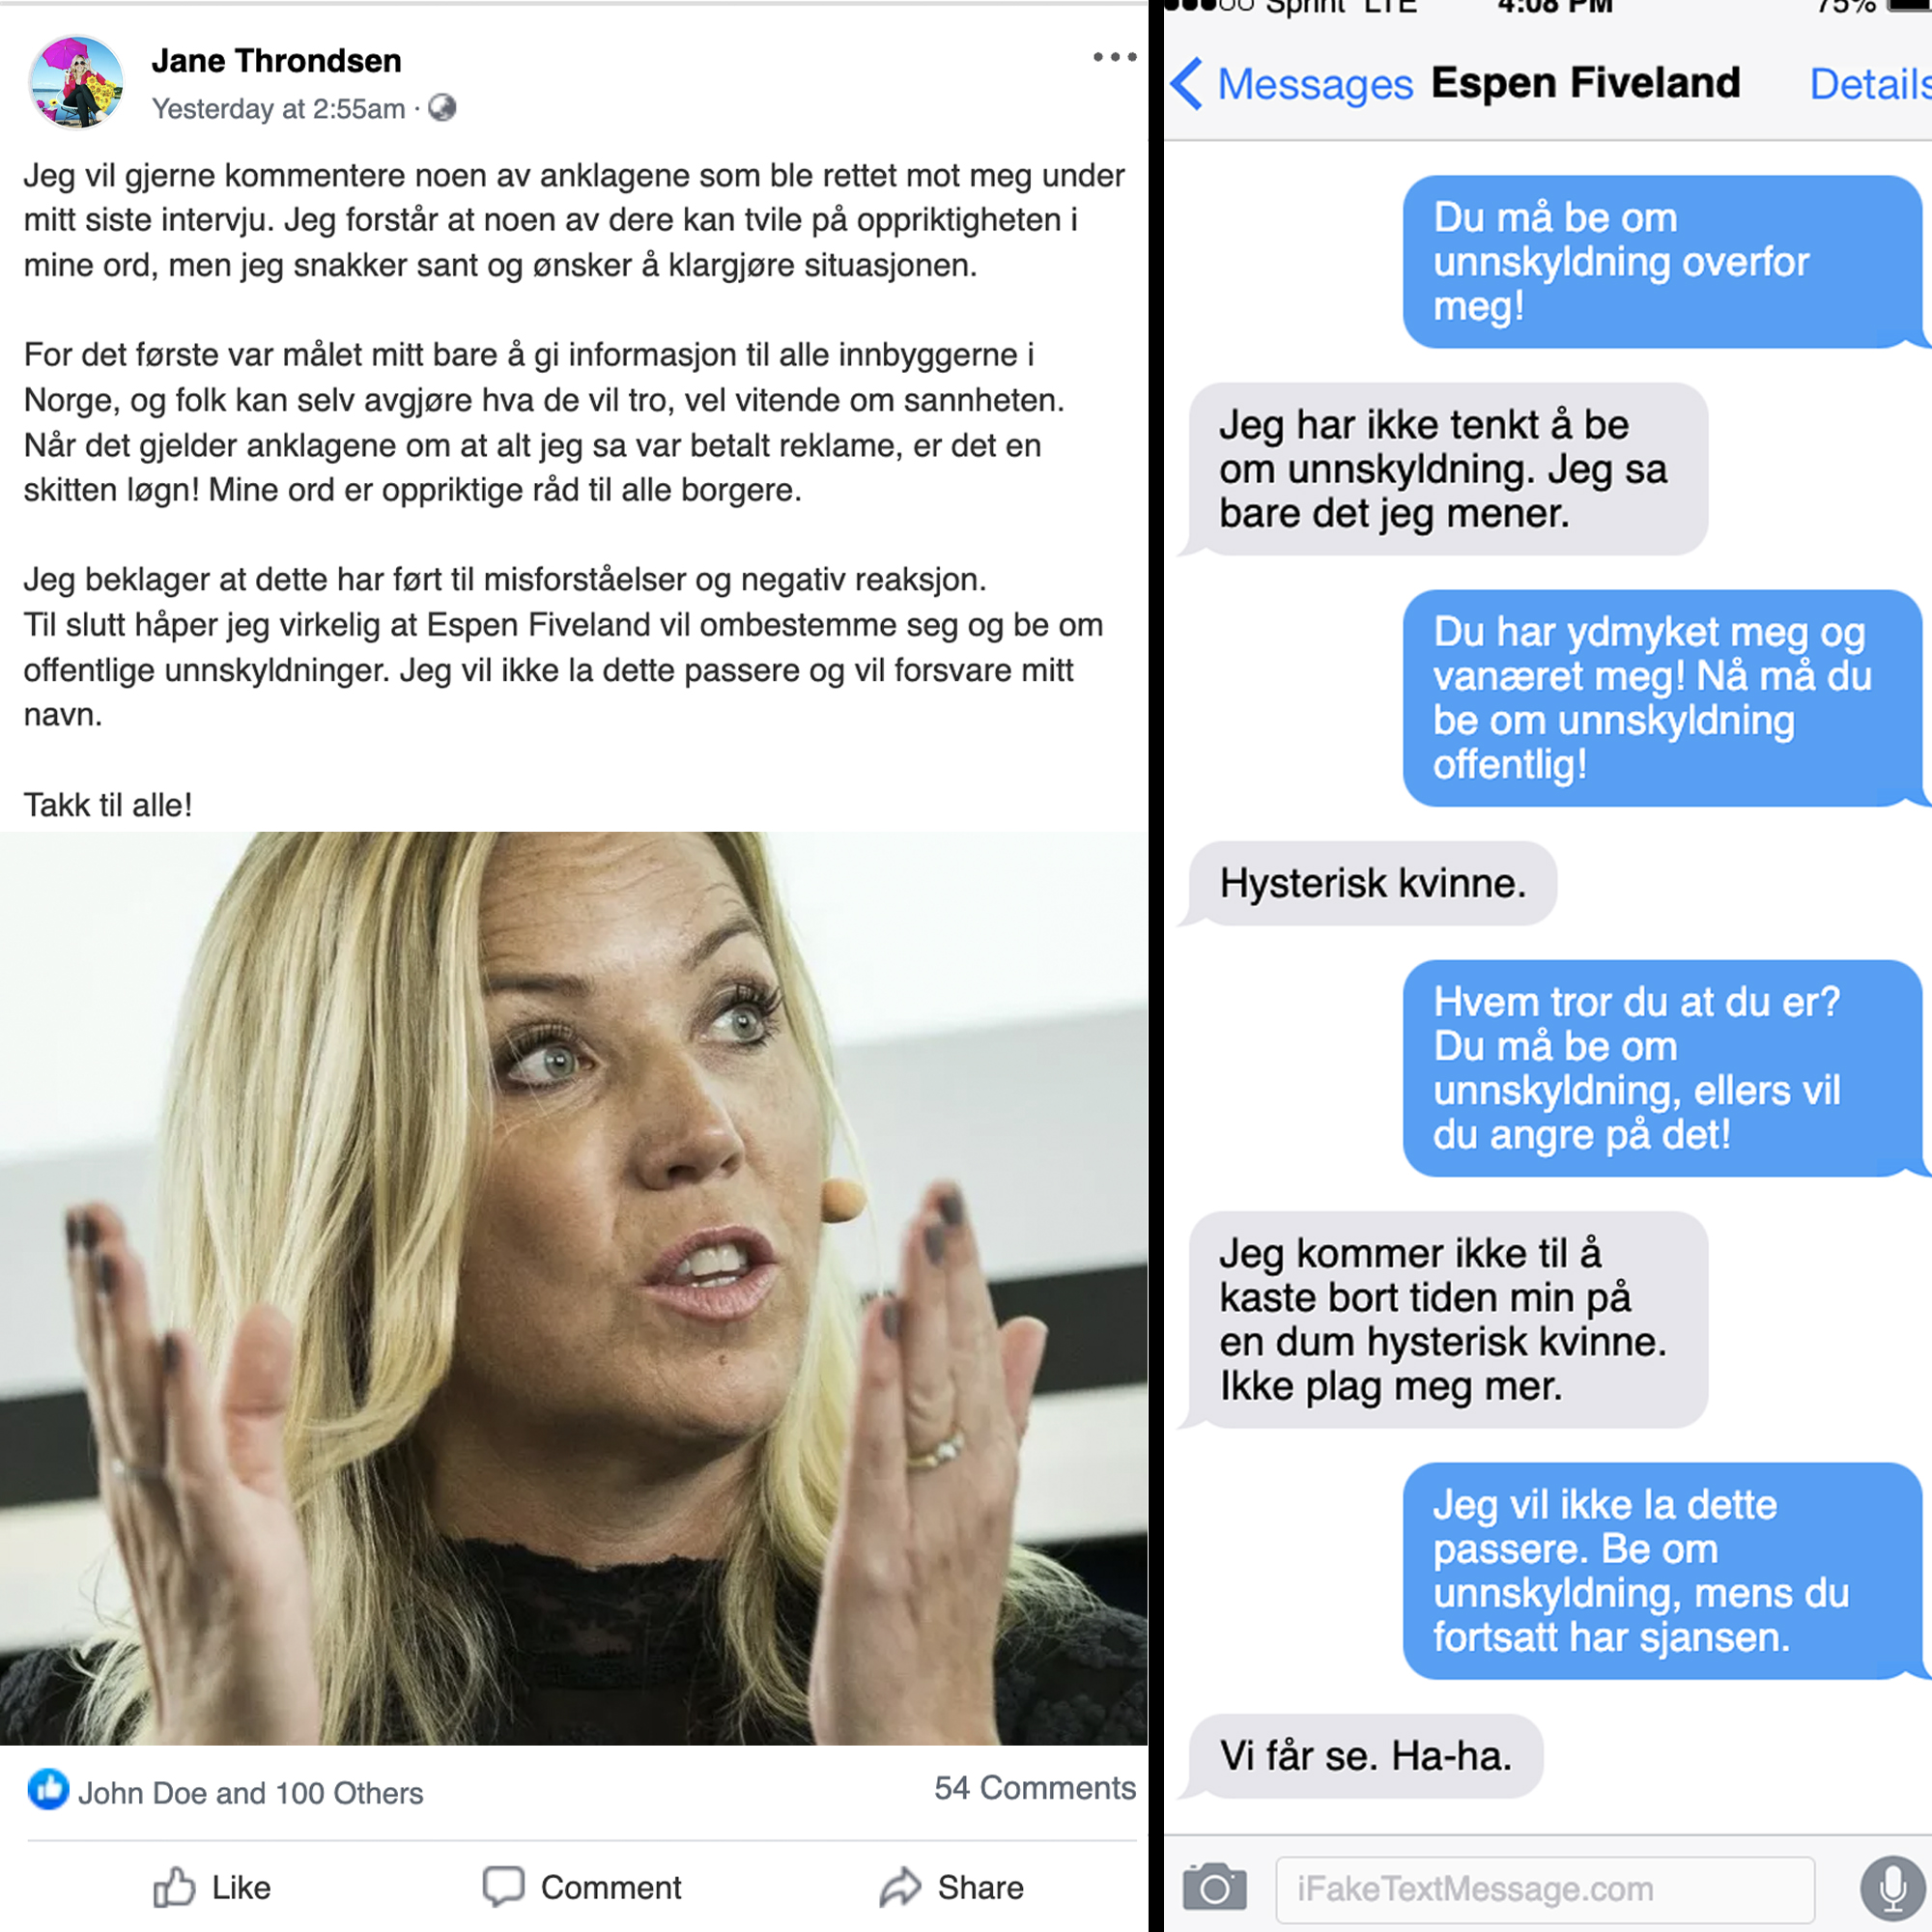 Jane Throndsen
Yesterday at 2:55am ·
Jeg vil gjerne kommentere noen av anklagene som ble rettet mot meg under
mitt siste intervju. Jeg forstår at noen av dere kan tvile på oppriktigheten i
mine ord, men jeg snakker sant og ønsker å klargjøre situasjonen.
For det første var målet mitt bare å gi informasjon til alle innbyggerne i
Norge, og folk kan selv avgjøre hva de vil tro, vel vitende om sannheten.
Når det gjelder anklagene om at alt jeg sa var betalt reklame, er det en
skitten løgn! Mine ord er oppriktige råd til alle borgere.
Jeg beklager at dette har ført til misforståelser og negativ reaksjon.
Til slutt håper jeg virkelig at Espen Fiveland vil ombestemme seg og be om
offentlige unnskyldninger. Jeg vil ikke la dette passere og vil forsvare mitt
navn.
Takk til alle!
John Doe and 100 Others
54 Comments
Like
Comment
Share
Sprint LTE
4:08 PM
75%
Messages
Espen Fiveland
Details
Du må be om
unnskyldning overfor
meg!
Jeg har ikke tenkt å be
om unnskyldning. Jeg sa
bare det jeg mener.
Du har ydmyket meg og
vanæret meg! Nå må du
be om unnskyldning
offentlig!
Hysterisk kvinne.
Hvem tror du at du er?
Du må be om
unnskyldning, ellers vil
du angre på det!
Jeg kommer ikke til å
kaste bort tiden min på
en dum hysterisk kvinne.
Ikke plag meg mer.
Jeg vil ikke la dette
passere. Be om
unnskyldning, mens du
fortsatt har sjansen.
Vi får se. Ha-ha.
iFakeTextMessage.com